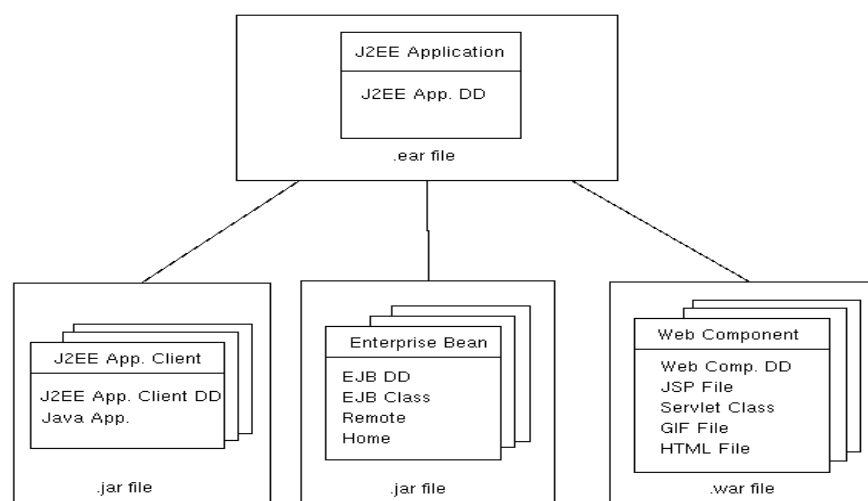 J2EE Application
J2EE App. DD
.ear file
J2EE App. Client
J2EE App. Client DD
Java App.
.jar file
Enterprise Bean
EJB DD
EJB Class
Remote
Home
.jar file
Web Component
Web Comp. DD
JSP File
Servlet Class
GIF File
HTML File
.war file